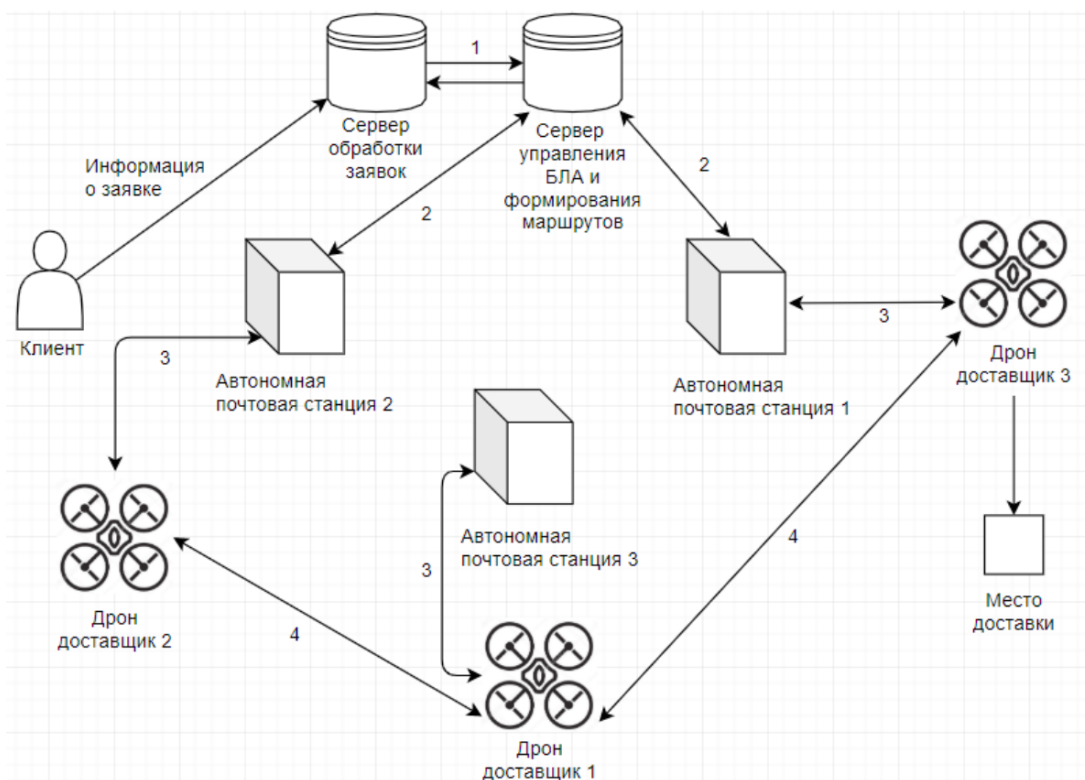 1
Сервер
обработки
заявок
Сервер
управления
БЛА и
формирования
маршрутов
Информация
о заявке
2
2
Клиент
3
Автономная
почтовая станция 2
Автономная
почтовая станция 1
3
Дрон
доставщик 3
Автономная
почтовая станция 3
3
4
Место
доставки
Дрон
доставщик 2
4
Дрон
доставщик 1